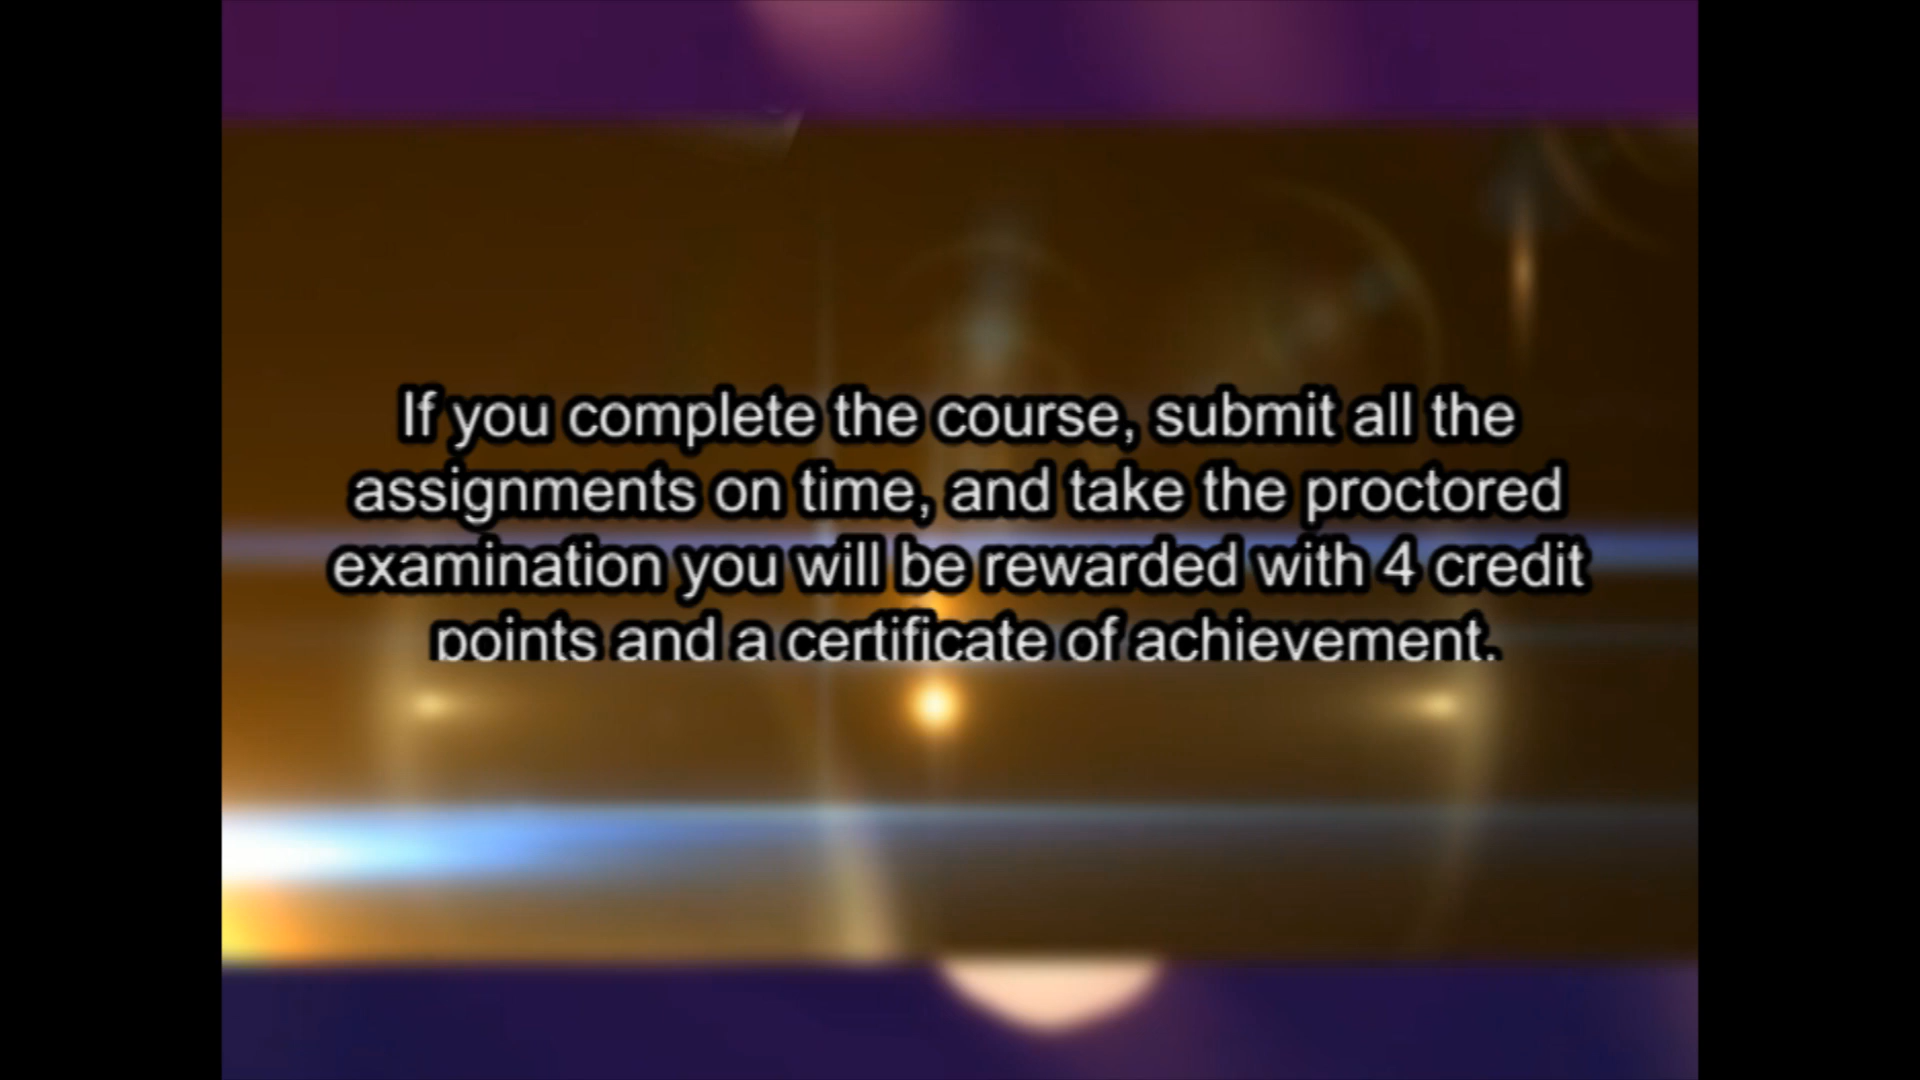 If you complete the course, submit all the
assignments on time, and take the proctored
examination you will be rewarded with 4 credit
points and a certificate of achievement.